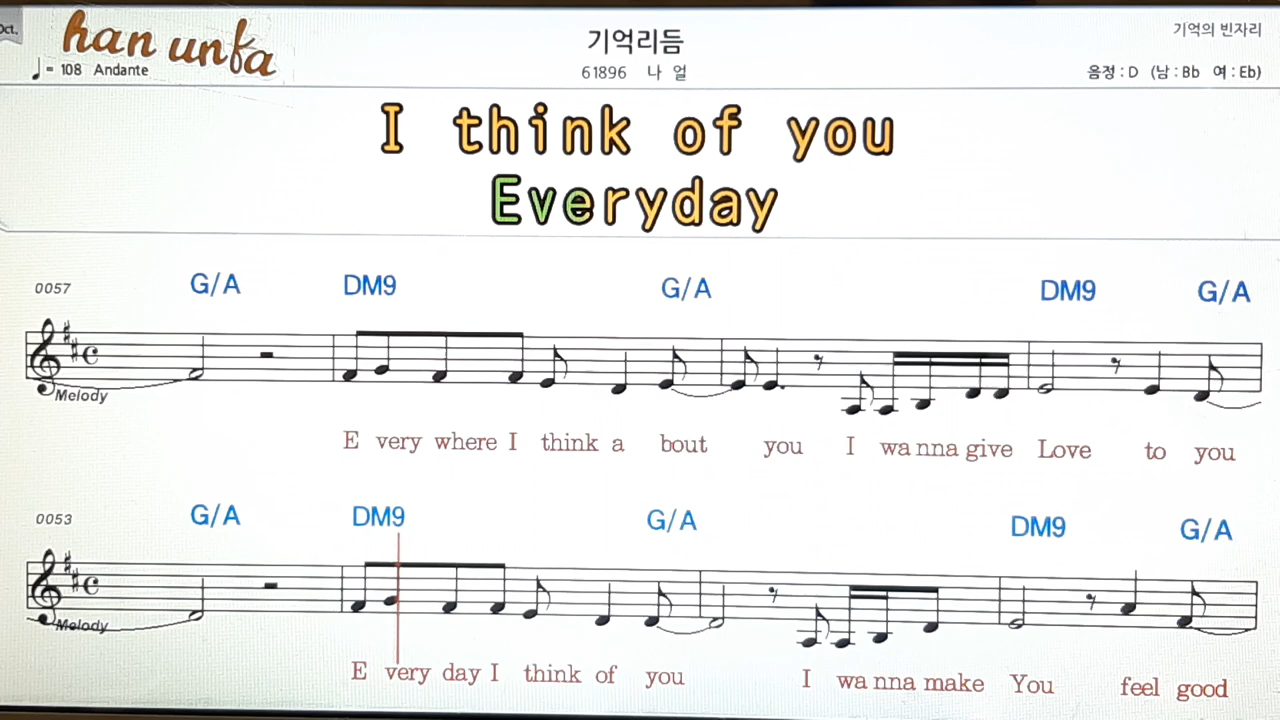 Oct.
han unfa
기억리듬
기억의 빈자리
♩= 108 Andante
61896 나 얼
음정 : D (남 : Bb 여 : Eb)
I think of you
Everyday
0057 G/A DM9 G/A DM9 G/A
Melody
E very where I think a bout you I wa nna give Love to you
0053 G/A DM9 G/A DM9 G/A
Melody
E very day I think of you I wa nna make You feel good